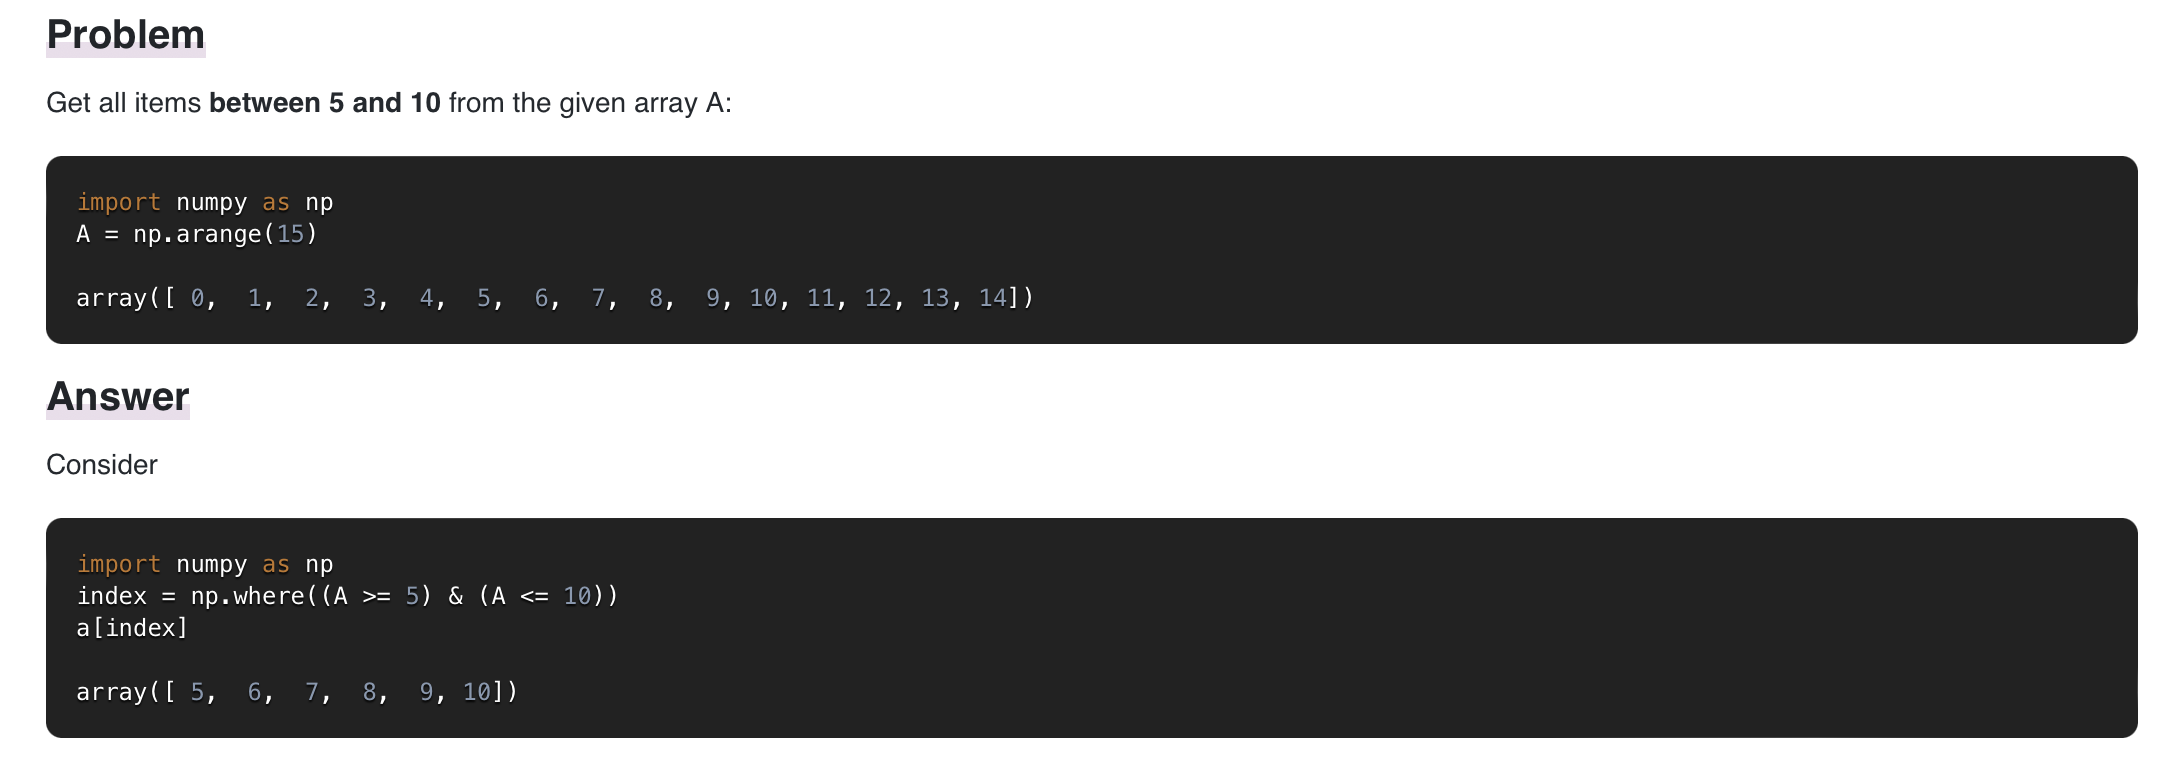 Problem
Get all items between 5 and 10 from the given array A:
import numpy as np
A = np.arange(15)
array([ 0,  1,  2,  3,  4,  5,  6,  7,  8,  9, 10, 11, 12, 13, 14])
Answer
Consider
import numpy as np
index = np.where((A >= 5) & (A <= 10))
a[index]
array([ 5,  6,  7,  8,  9, 10])